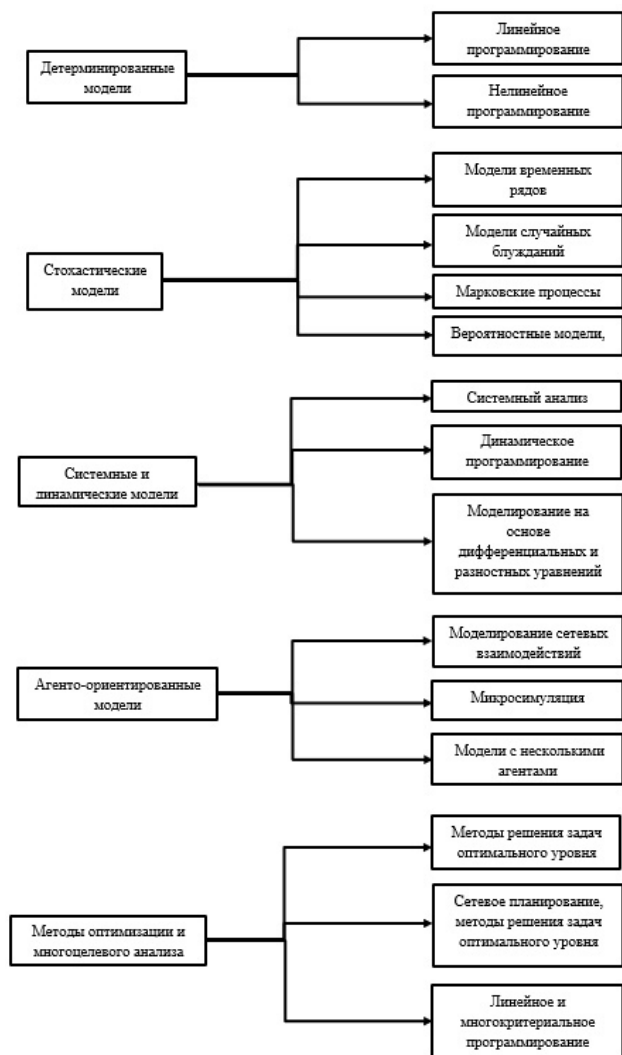 Детерминированные
модели
Линейное
программирование
Нелинейное
программирование
Стохастические
модели
Модели временных
рядов
Модели случайных
блужданий
Марковские процессы
Вероятностные модели,
Системные и
динамические модели
Системный анализ
Динамическое
программирование
Моделирование на
основе
дифференциальных и
разностных уравнений
Агенто-ориентированные
модели
Моделирование сетевых
взаимодействий
Микросимуляция
Модели с несколькими
агентами
Методы оптимизации и
многоцелевого анализа
Методы решения задач
оптимального уровня
Сетевое планирование,
методы решения задач
оптимального уровня
Линейное и
многокритериальное
программирование